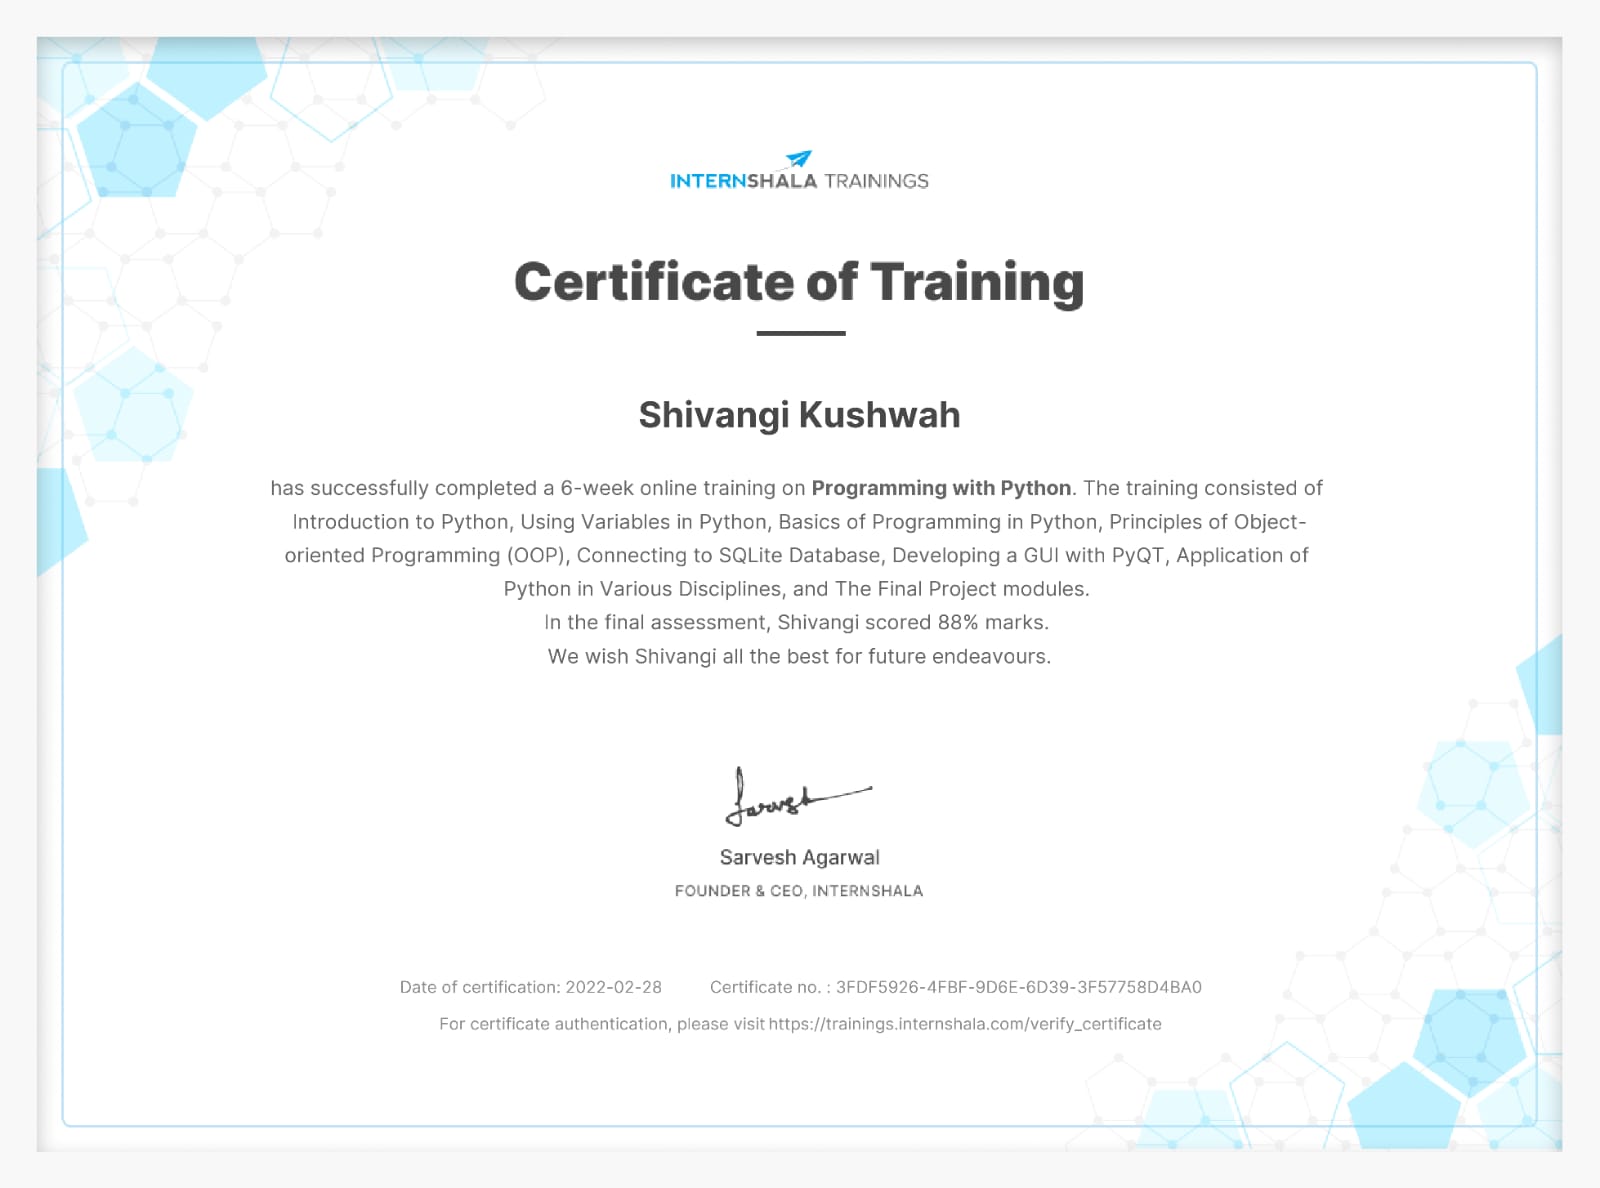 INTERNSHALA TRAININGS
Certificate of Training
Shivangi Kushwah
has successfully completed a 6-week online training on Programming with Python. The training consisted of
Introduction to Python, Using Variables in Python, Basics of Programming in Python, Principles of Object-
oriented Programming (OOP), Connecting to SQLite Database, Developing a GUI with PyQT, Application of
Python in Various Disciplines, and The Final Project modules.
In the final assessment, Shivangi scored 88% marks.
We wish Shivangi all the best for future endeavours.
Sarvesh
Sarvesh Agarwal
FOUNDER & CEO, INTERNSHALA
Date of certification: 2022-02-28 Certificate no. : 3FDF5926-4FBF-9D6E-6D39-3F57758D4BA0
For certificate authentication, please visit https://trainings.internshala.com/verify_certificate